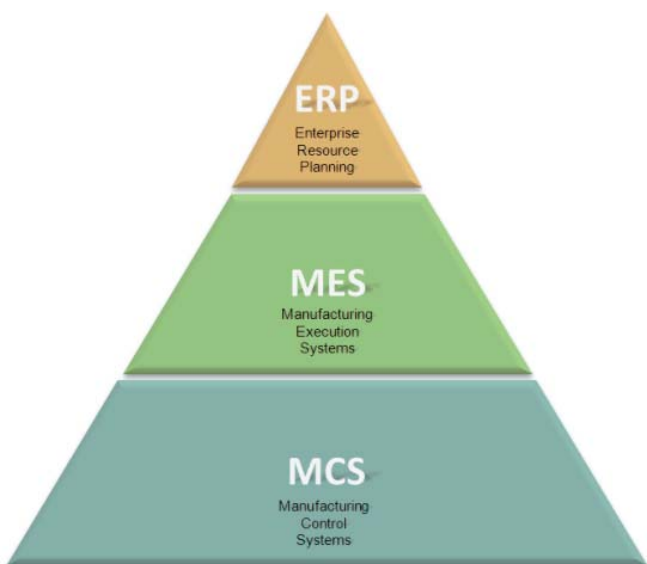 ERP
Enterprise
Resource
Planning
MES
Manufacturing
Execution
Systems
MCS
Manufacturing
Control
Systems